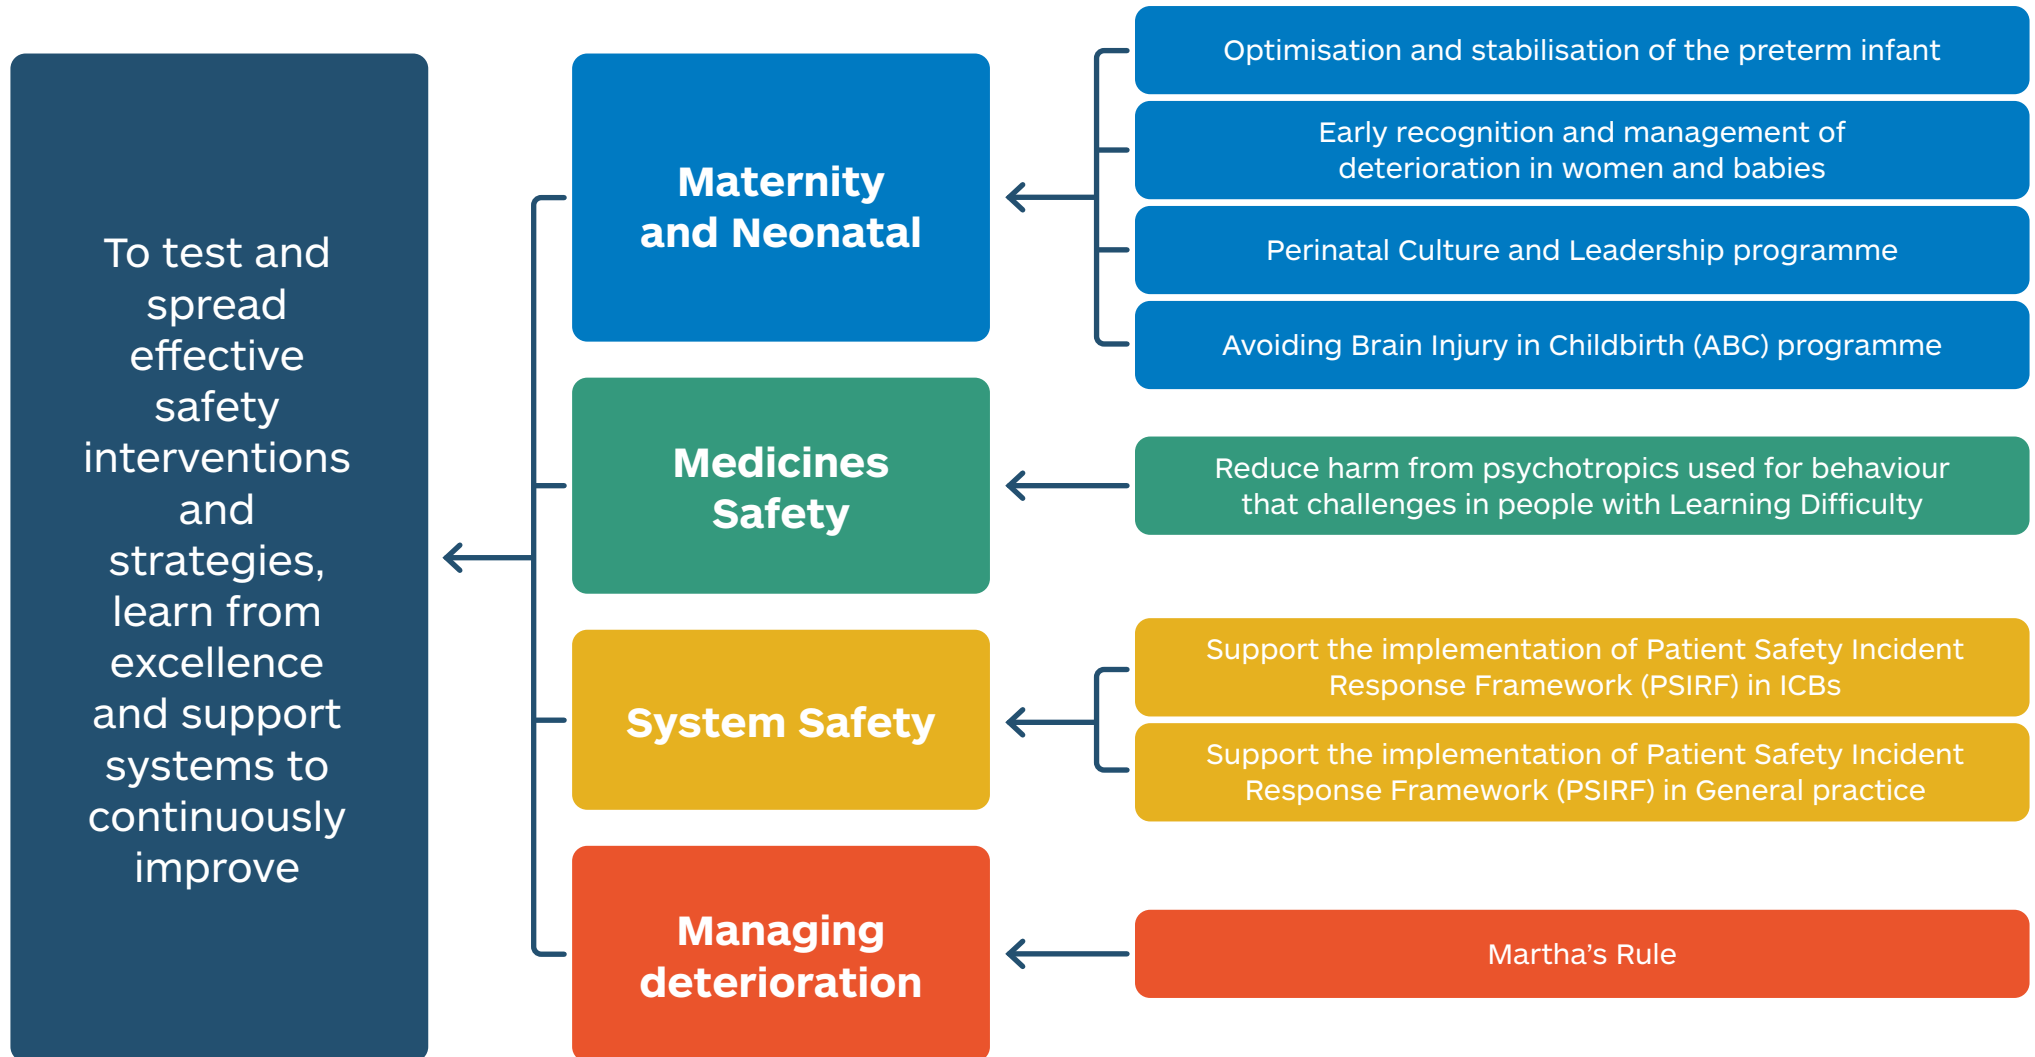 To test and
spread
effective
safety
interventions
and
strategies,
learn from
excellence
and support
systems to
continuously
improve
Maternity
and Neonatal
Optimisation and stabilisation of the preterm infant
Early recognition and management of
deterioration in women and babies
Perinatal Culture and Leadership programme
Avoiding Brain Injury in Childbirth (ABC) programme
Medicines
Safety
Reduce harm from psychotropics used for behaviour
that challenges in people with Learning Difficulty
System Safety
Support the implementation of Patient Safety Incident
Response Framework (PSIRF) in ICBs
Support the implementation of Patient Safety Incident
Response Framework (PSIRF) in General practice
Managing
deterioration
Martha’s Rule